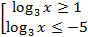 log₃ x ≥ 1
log₃ x ≤ −5